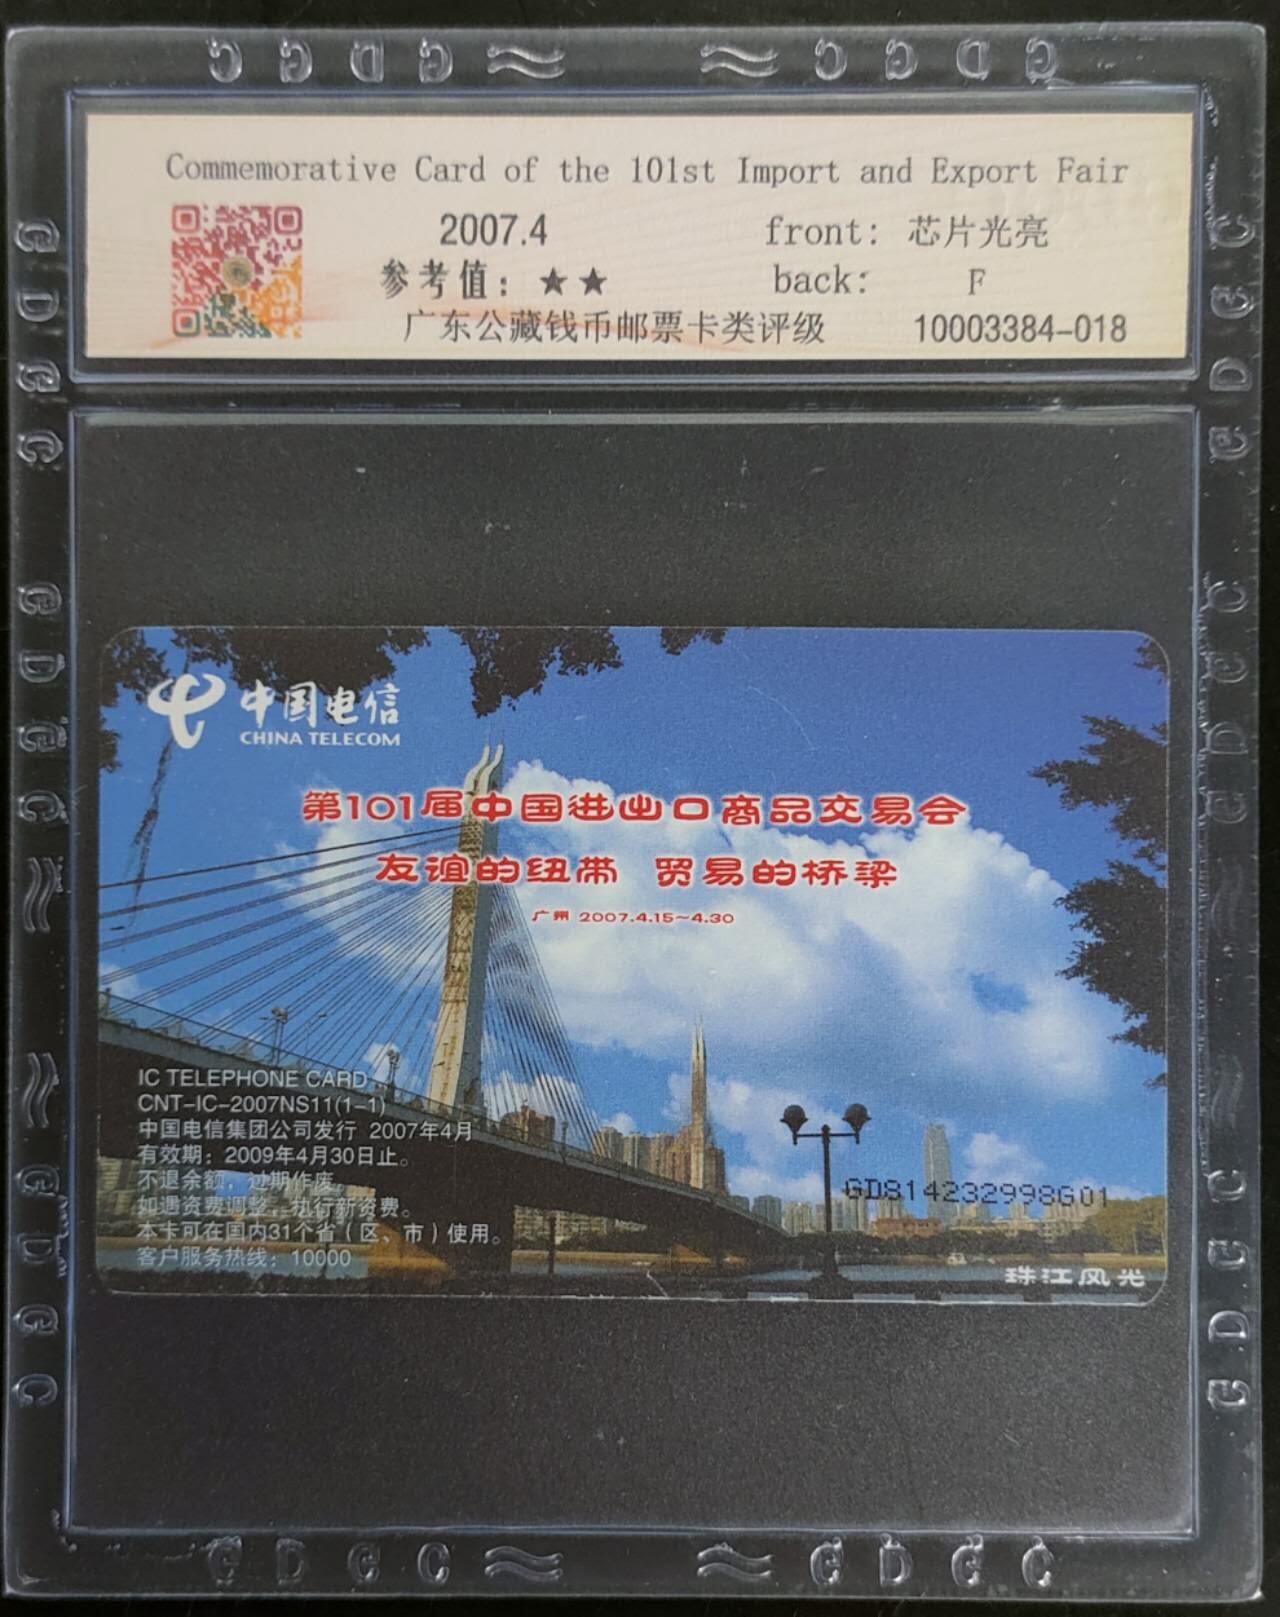 Commemorative Card of the 101st Import and Export Fair
2007.4 front: 芯片光亮
参考值: ★★ back: F
广东公藏钱币邮票卡类评级 10003384-018
中国电信
CHINA TELECOM
第101届中国进出口商品交易会
友谊的纽带 贸易的桥梁
广州 2007.4.15~4.30
IC TELEPHONE CARD
CNT-IC-2007NS11(1-1)
中国电信集团公司发行 2007年4月
有效期：2009年4月30日止。
不退余额，过期作废。
如遇资费调整，执行新资费。
本卡可在国内31个省（区、市）使用。
客户服务热线：10000
GD814232998G01
珠江风光